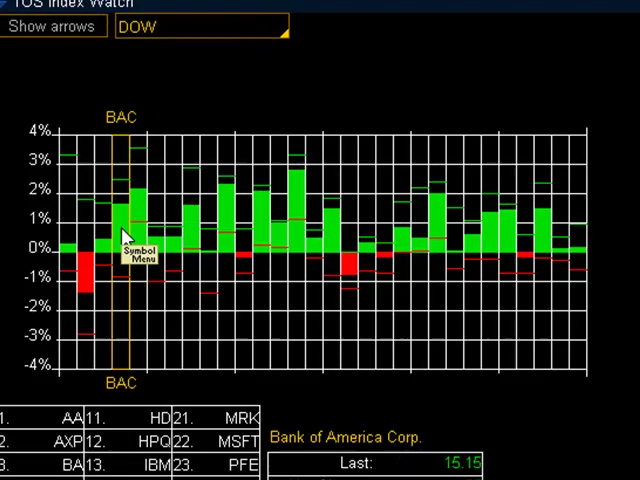 TOS Index Watch
Show arrows DOW
BAC
4%
3%
2%
1%
0%
-1%
-2%
-3%
-4%
Symbol
Menu
BAC
1. AA 11. HD 21. MRK
2. AXP 12. HPQ 22. MSFT
3. BA 13. IBM 23. PFE
Bank of America Corp.
Last: 15.15